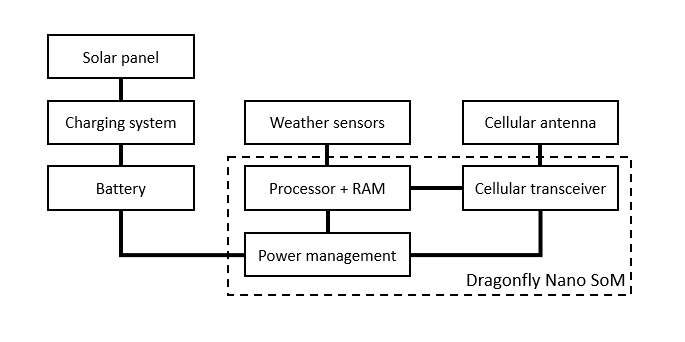 Solar panel
Charging system
Weather sensors
Cellular antenna
Battery
Processor + RAM
Cellular transceiver
Power management
Dragonfly Nano SoM